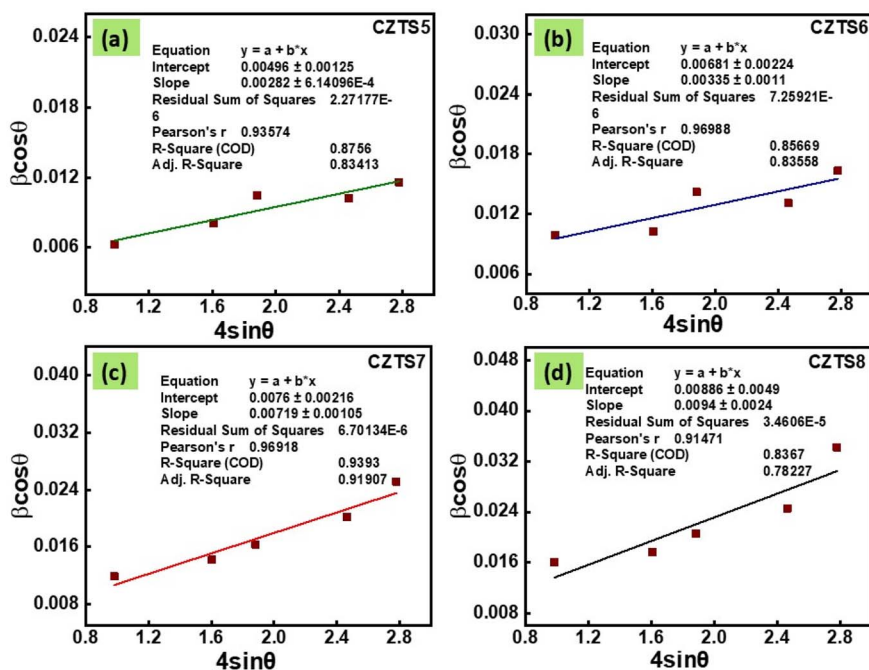 (a) CZTS5
Equation y = a + b*x
Intercept 0.00496 ± 0.00125
Slope 0.00282 ± 6.14096E-4
Residual Sum of Squares 2.27177E-
6
Pearson's r 0.93574
R-Square (COD) 0.8756
Adj. R-Square 0.83413
βcosθ
0.024
0.018
0.012
0.006
0.8 1.2 1.6 2.0 2.4 2.8
4sinθ
(b) CZTS6
Equation y = a + b*x
Intercept 0.00681 ± 0.00224
Slope 0.00335 ± 0.0011
Residual Sum of Squares 7.25921E-
6
Pearson's r 0.96988
R-Square (COD) 0.85669
Adj. R-Square 0.83558
βcosθ
0.030
0.024
0.018
0.012
0.006
0.8 1.2 1.6 2.0 2.4 2.8
4sinθ
(c) CZTS7
Equation y = a + b*x
Intercept 0.0076 ± 0.00216
Slope 0.00719 ± 0.00105
Residual Sum of Squares 6.70134E-6
Pearson's r 0.96918
R-Square (COD) 0.9393
Adj. R-Square 0.91907
βcosθ
0.040
0.032
0.024
0.016
0.008
0.8 1.2 1.6 2.0 2.4 2.8
4sinθ
(d) CZTS8
Equation y = a + b*x
Intercept 0.00886 ± 0.0049
Slope 0.0094 ± 0.0024
Residual Sum of Squares 3.4606E-5
Pearson's r 0.91471
R-Square (COD) 0.8367
Adj. R-Square 0.78227
βcosθ
0.048
0.040
0.032
0.024
0.016
0.008
0.8 1.2 1.6 2.0 2.4 2.8
4sinθ